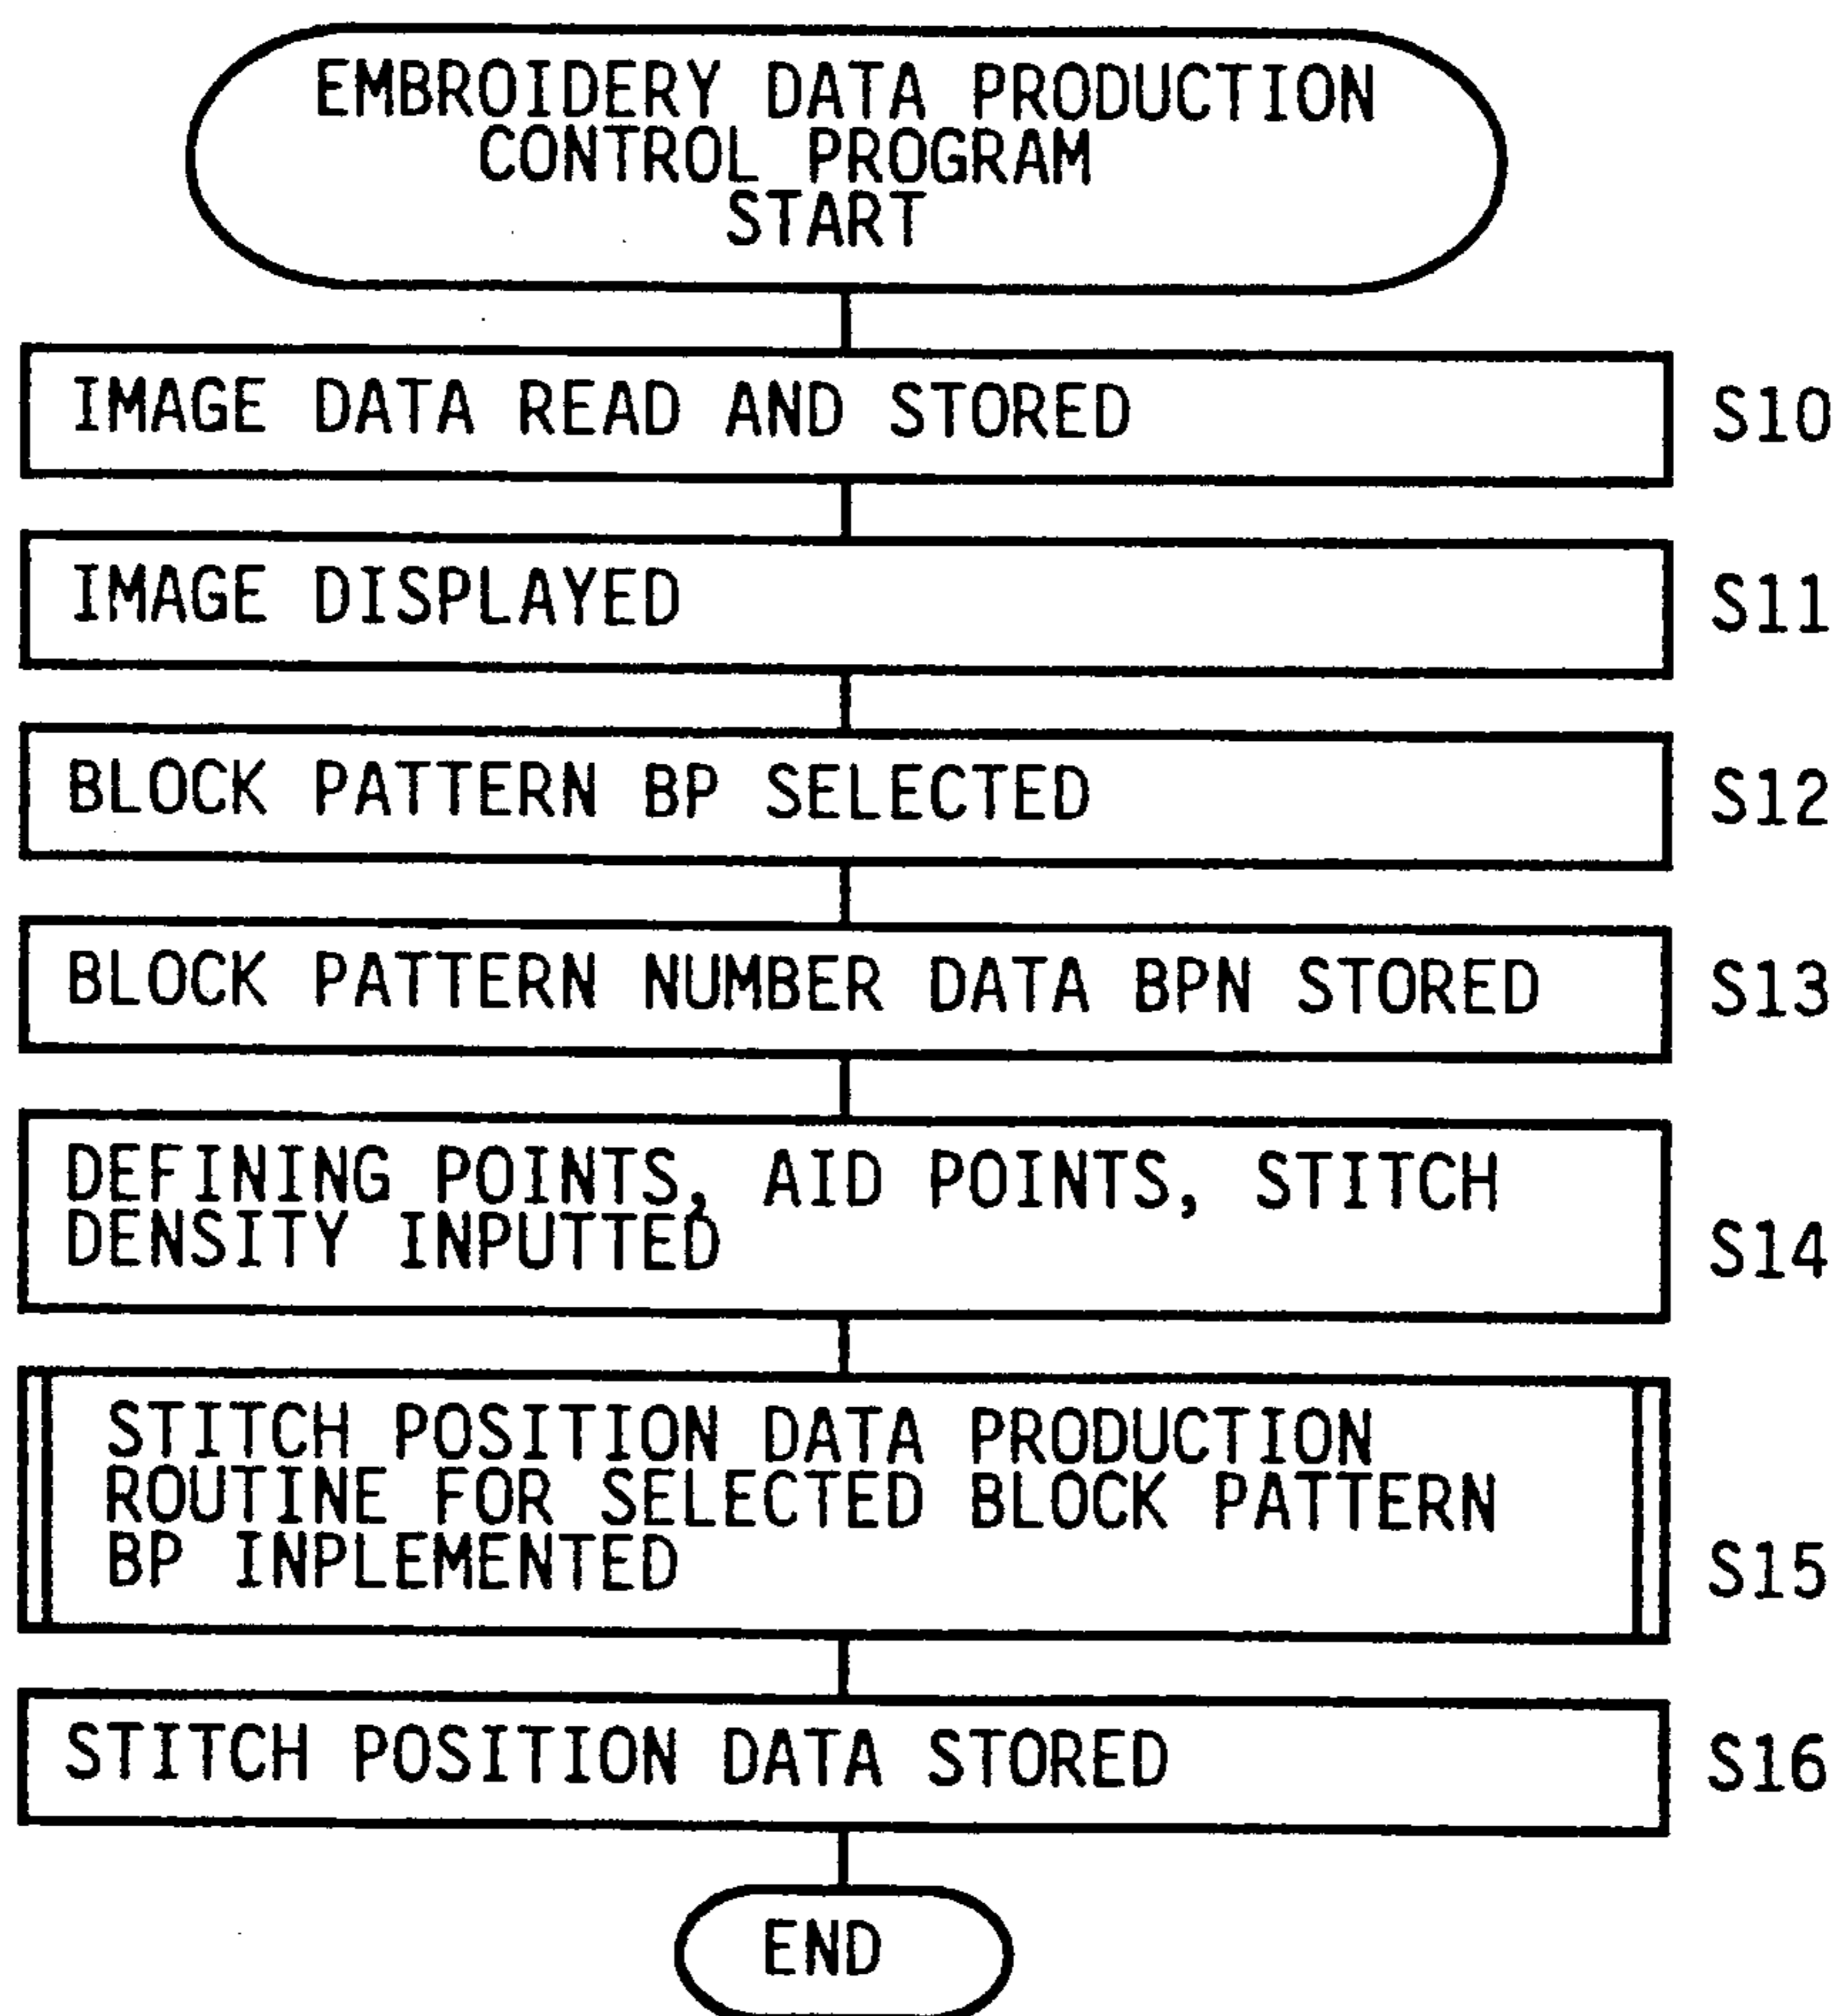 EMBROIDERY DATA PRODUCTION
CONTROL PROGRAM
START
IMAGE DATA READ AND STORED
S10
IMAGE DISPLAYED
S11
BLOCK PATTERN BP SELECTED
S12
BLOCK PATTERN NUMBER DATA BPN STORED
S13
DEFINING POINTS, AID POINTS, STITCH
DENSITY INPUTTED
S14
STITCH POSITION DATA PRODUCTION
ROUTINE FOR SELECTED BLOCK PATTERN
BP INPLEMENTED
S15
STITCH POSITION DATA STORED
S16
END